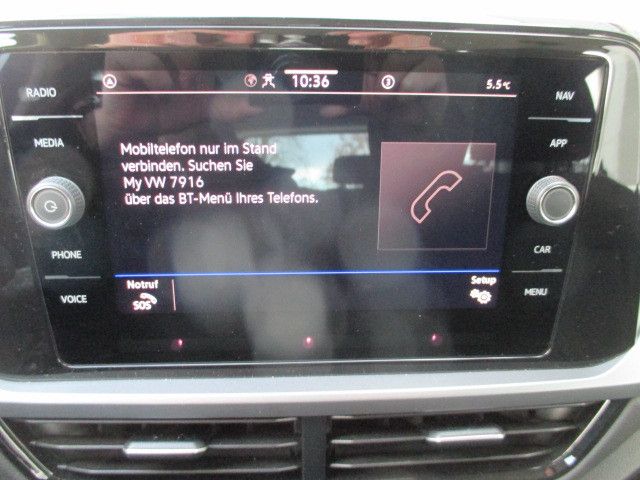 RADIO
10:36
5.5°C
NAV
MEDIA
APP
Mobiltelefon nur im Stand
verbinden. Suchen Sie
My VW 7916
über das BT-Menü Ihres Telefons.
PHONE
CAR
VOICE
Notruf
SOS
Setup
MENU